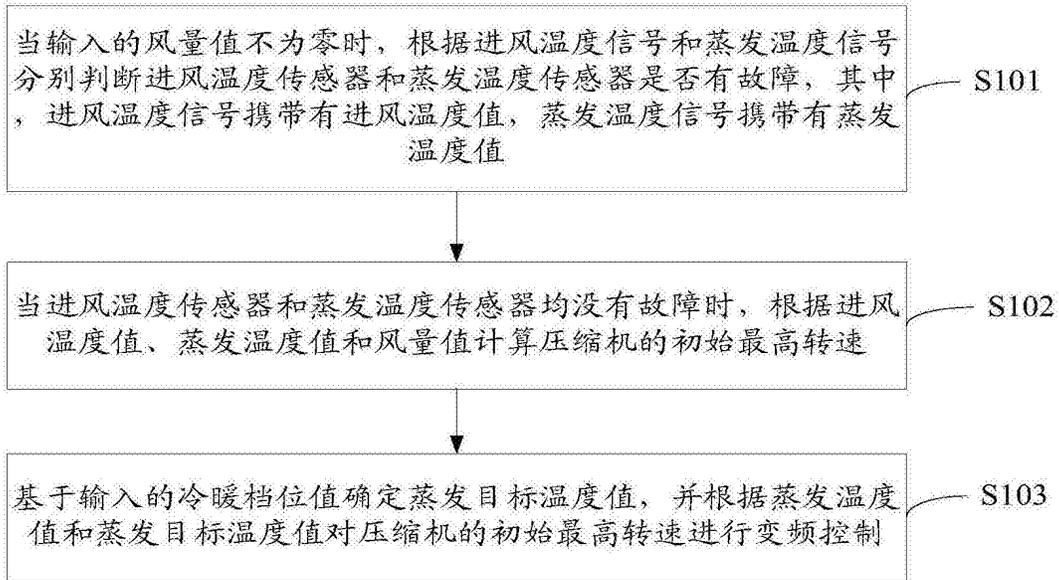 当输入的风量值不为零时，根据进风温度信号和蒸发温度信号
分别判断进风温度传感器和蒸发温度传感器是否有故障，其中
，进风温度信号携带有进风温度值，蒸发温度信号携带有蒸发
温度值
S101
当进风温度传感器和蒸发温度传感器均没有故障时，根据进风
温度值、蒸发温度值和风量值计算压缩机的初始最高转速
S102
基于输入的冷暖档位值确定蒸发目标温度值，并根据蒸发温度
值和蒸发目标温度值对压缩机的初始最高转速进行变频控制
S103